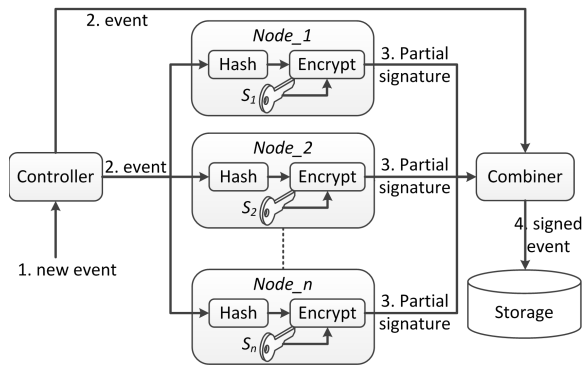 2. event
Node_1
Hash
Encrypt
S1
3. Partial
signature
Controller
2. event
Node_2
Hash
Encrypt
S2
3. Partial
signature
Combiner
1. new event
4. signed
event
Node_n
Hash
Encrypt
Sn
3. Partial
signature
Storage